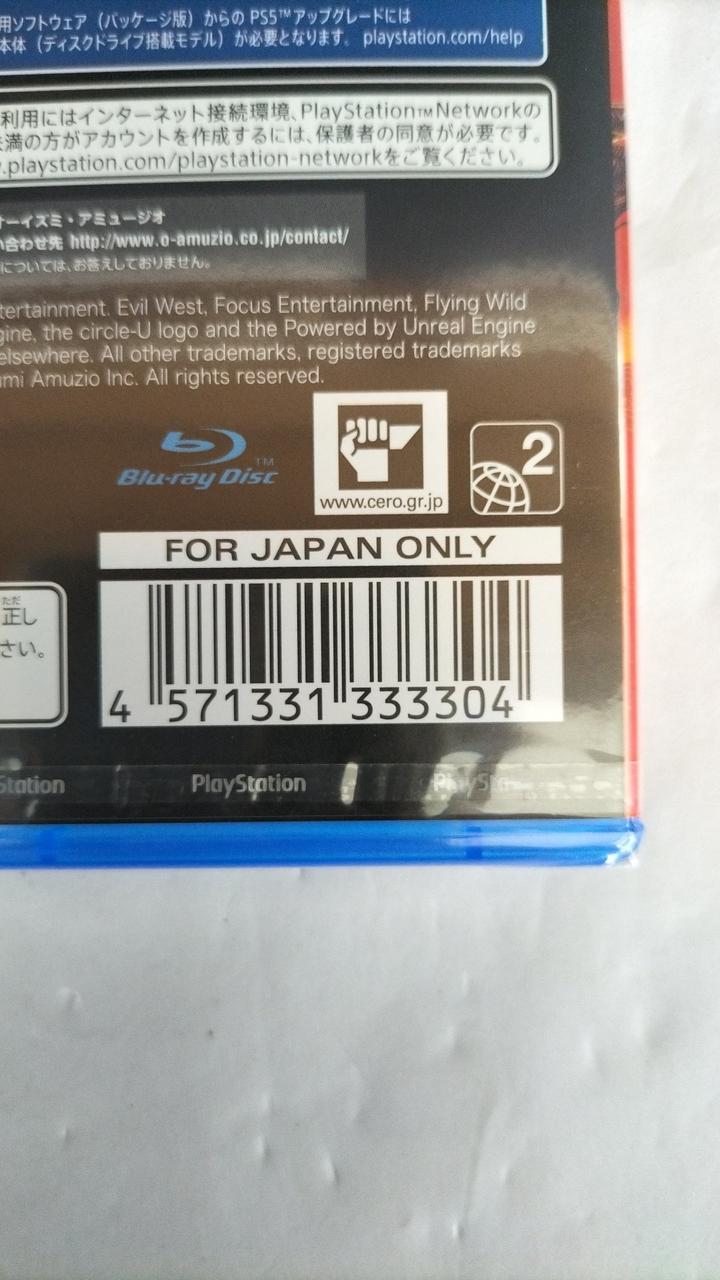 用ソフトウェア（パッケージ版）からの PS5™アップグレードには
本体（ディスクドライブ搭載モデル）が必要となります。 playstation.com/help
利用にはインターネット接続環境、PlayStation™Networkの
未満の方がアカウントを作成するには、保護者の同意が必要です。
.playstation.com/playstation-networkをご覧ください。
オーイズミ・アミュージオ
い合わせ先 http://www.o-amuzio.co.jp/contact/
については、お答えしておりません。
tertainment. Evil West, Focus Entertainment, Flying Wild
gine, the circle-U logo and the Powered by Unreal Engine
elsewhere. All other trademarks, registered trademarks
mi Amuzio Inc. All rights reserved.
Blu-ray Disc™
www.cero.gr.jp
2
FOR JAPAN ONLY
ただ
正し
さい。
4 571331 333304
Station PlayStation PlaySta